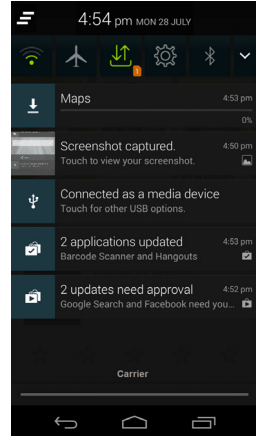 4:54 pm MON 28 JULY
1
Maps 4:53 pm
0%
Screenshot captured. 4:50 pm
Touch to view your screenshot.
Connected as a media device
Touch for other USB options.
2 applications updated 4:53 pm
Barcode Scanner and Hangouts
2 updates need approval 4:52 pm
Google Search and Facebook need you...
Carrier